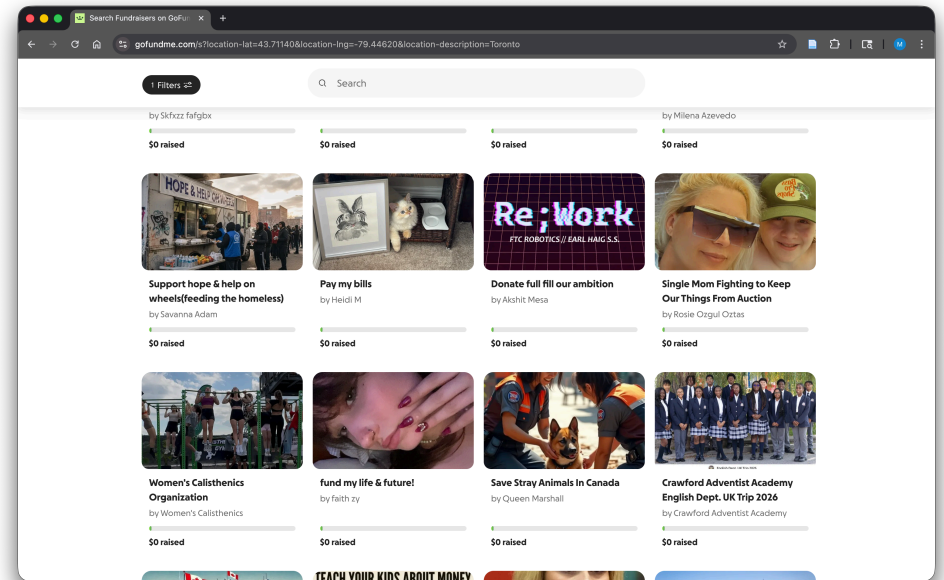 Search Fundraisers on GoFun
gofundme.com/s?location-lat=43.71140&location-lng=-79.44620&location-description=Toronto
M
1 Filters
Search
by Skfxzz fafgbx
by Milena Azevedo
$0 raised
$0 raised
$0 raised
$0 raised
HOPE & HELP ON WHEELS
Re;Work
FTC ROBOTICS // EARL HAIG S.S.
Support hope & help on
wheels(feeding the homeless)
by Savanna Adam
$0 raised
Pay my bills
by Heidi M
$0 raised
Donate full fill our ambition
by Akshit Mesa
$0 raised
Single Mom Fighting to Keep
Our Things From Auction
by Rosie Ozgul Oztas
$0 raised
Women's Calisthenics
Organization
by Women's Calisthenics
$0 raised
fund my life & future!
by faith zy
$0 raised
Save Stray Animals In Canada
by Queen Marshall
$0 raised
Crawford Adventist Academy
English Dept. UK Trip 2026
by Crawford Adventist Academy
$0 raised
TEACH YOUR KIDS ABOUT MONEY